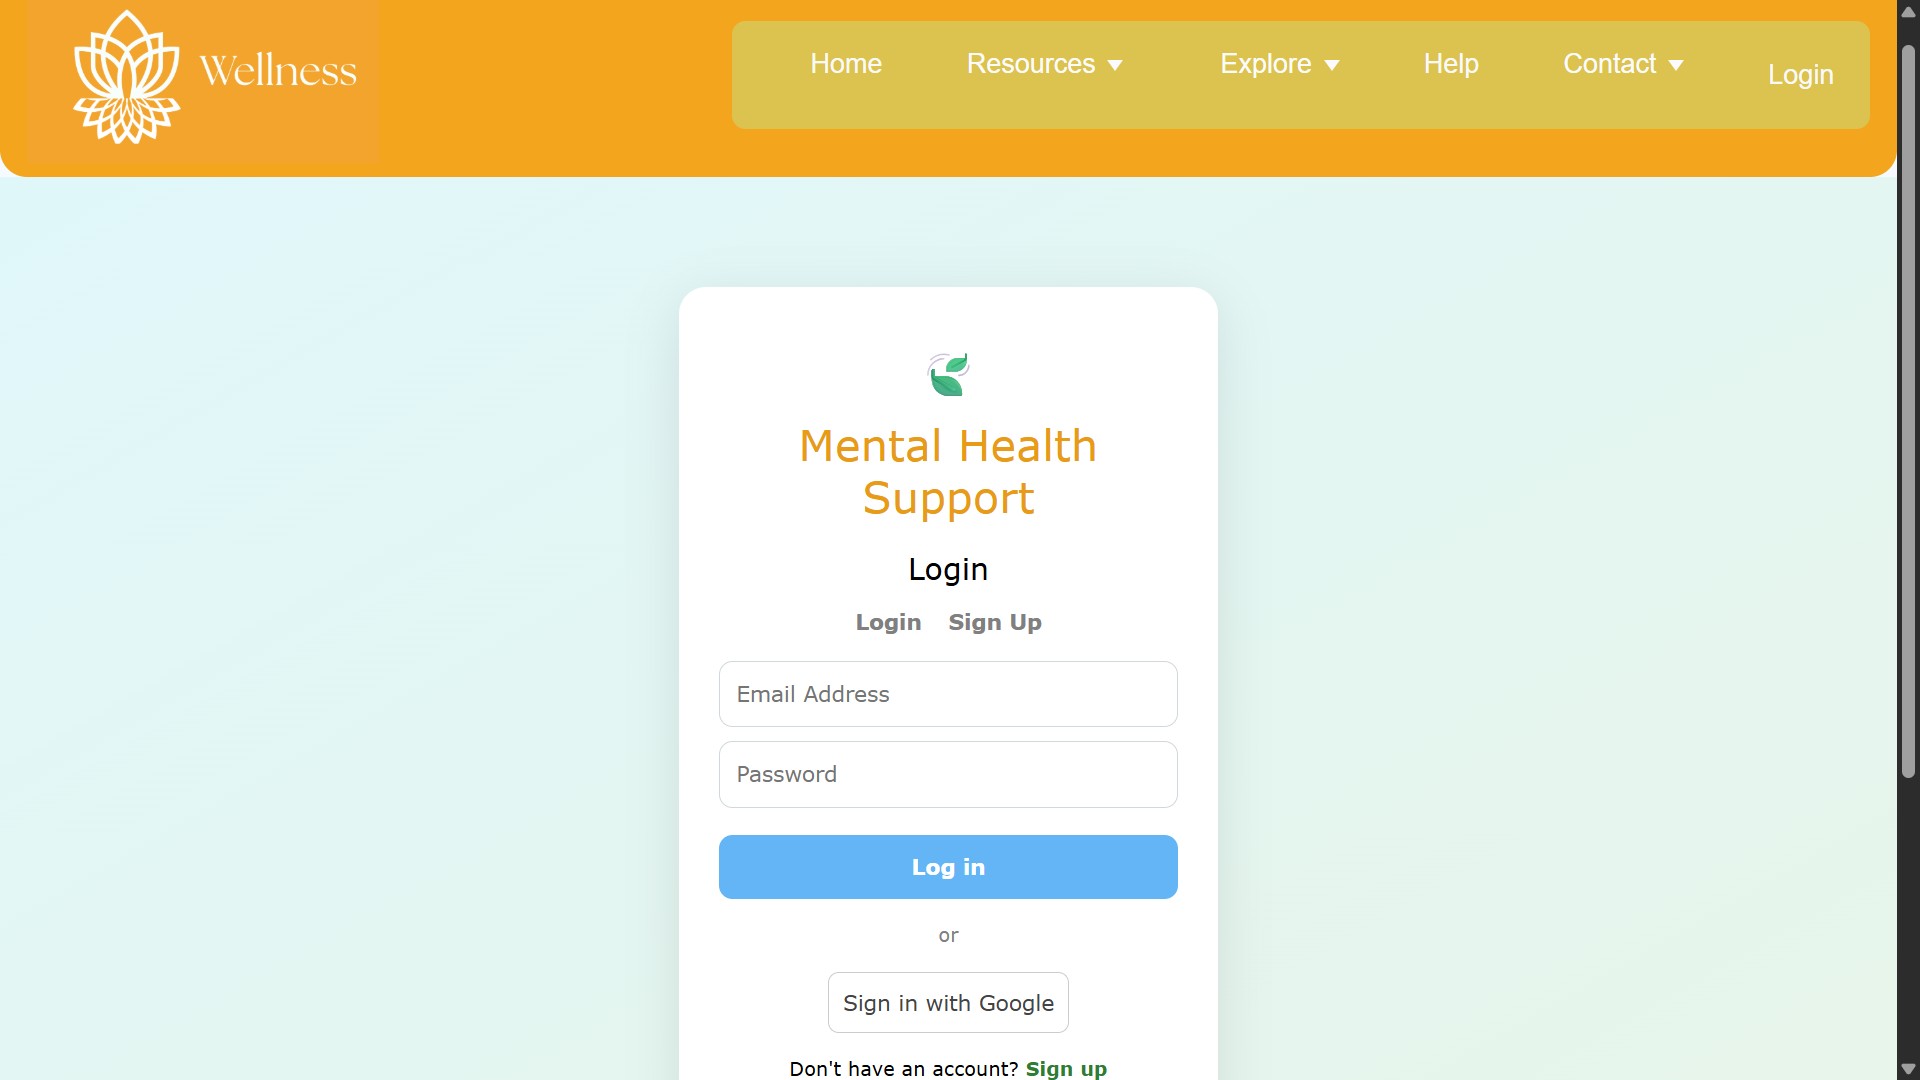 Wellness
Home Resources Explore Help Contact Login
Mental Health
Support
Login
Login Sign Up
Email Address
Password
Log in
or
Sign in with Google
Don't have an account? Sign up